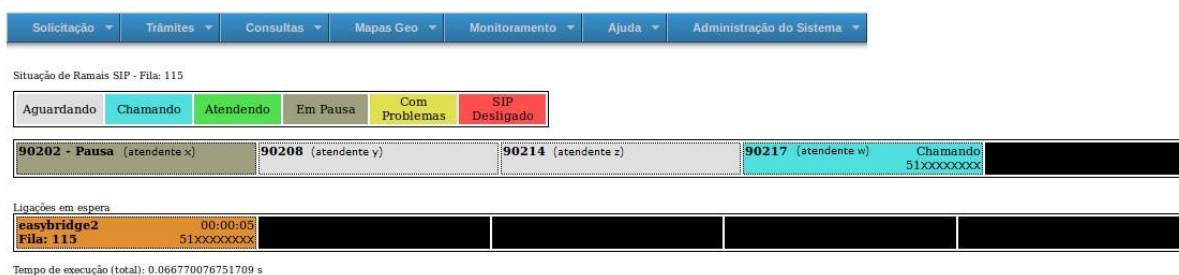 Solicitação Trâmites Consultas Mapas Geo Monitoramento Ajuda Administração do Sistema
Situação de Ramais SIP - Fila: 115
Aguardando Chamando Atendendo Em Pausa Com Problemas SIP Desligado
90202 - Pausa (atendente x) 90208 (atendente y) 90214 (atendente z) 90217 (atendente w) Chamando
51XXXXXXXX
Ligações em espera
easybridge2 00:00:05
Fila: 115 51XXXXXXXX
Tempo de execução (total): 0.066770076751709 s